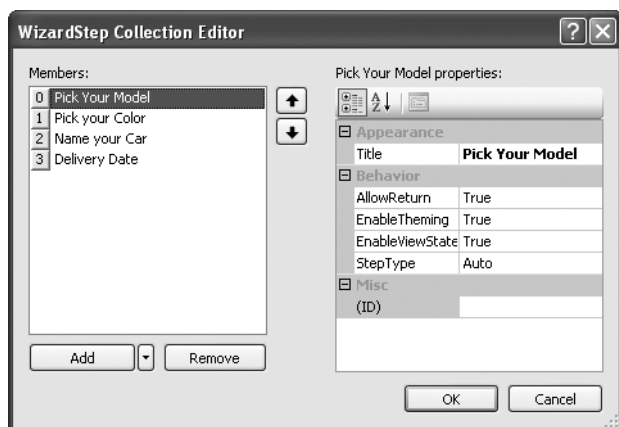 WizardStep Collection Editor
Members:
0 Pick Your Model
1 Pick your Color
2 Name your Car
3 Delivery Date
Add
Remove
Pick Your Model properties:
Appearance
Title Pick Your Model
Behavior
AllowReturn True
EnableTheming True
EnableViewState True
StepType Auto
Misc
(ID)
OK
Cancel